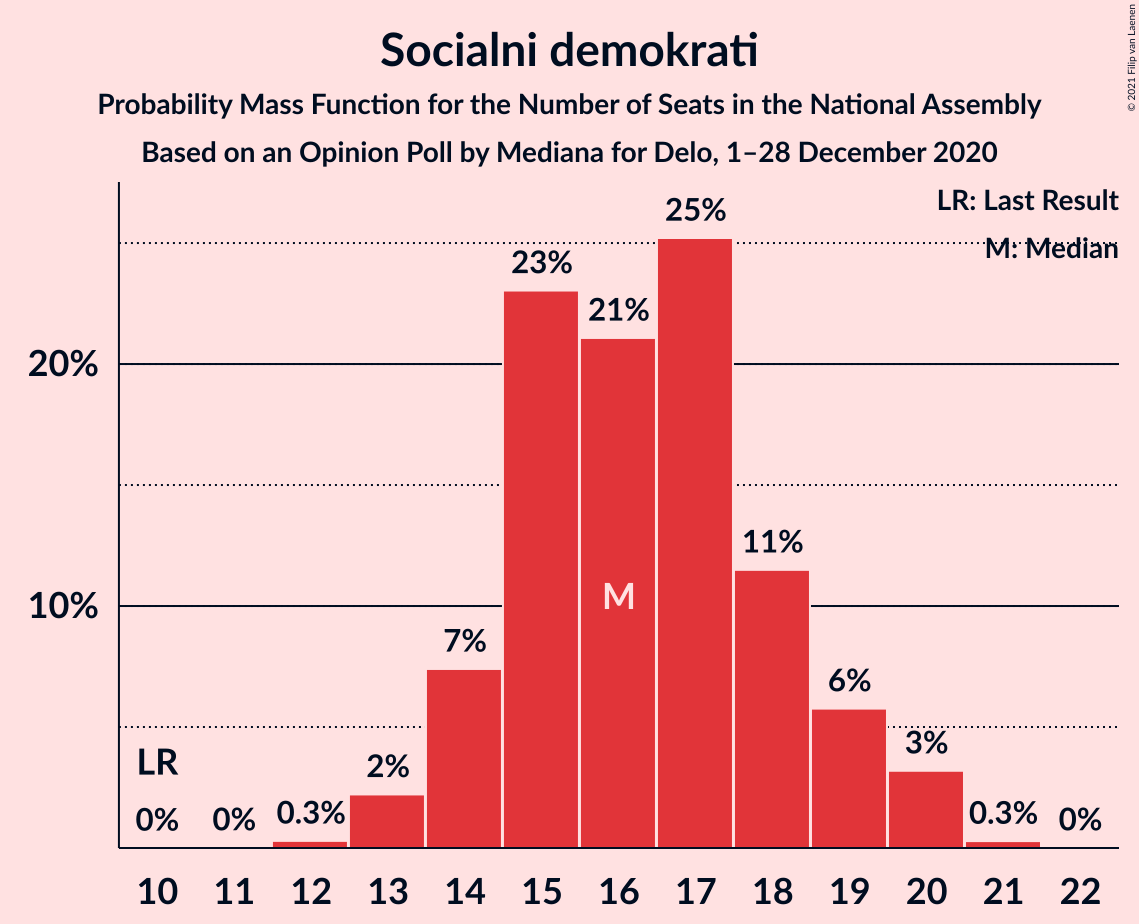 Socialni demokrati
Probability Mass Function for the Number of Seats in the National Assembly
Based on an Opinion Poll by Mediana for Delo, 1–28 December 2020
© 2021 Filip van Laenen
LR: Last Result
M: Median
25%
23%
21%
20%
11%
M
10%
7%
6%
3%
LR
2%
0%
0%
0.3%
0.3%
0%
10 11 12 13 14 15 16 17 18 19 20 21 22